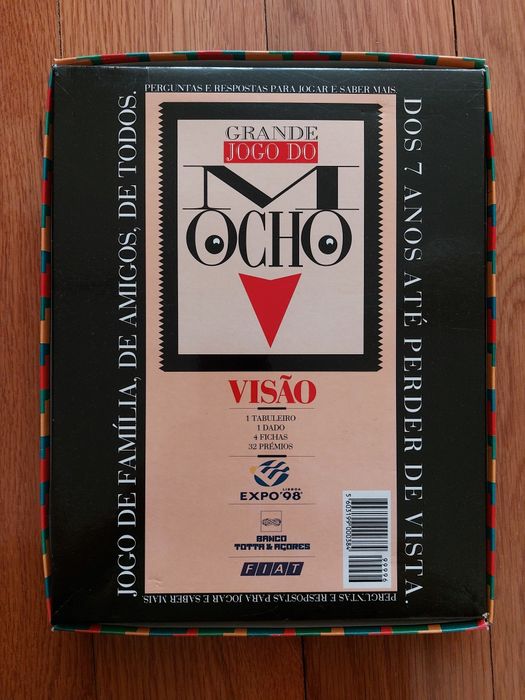 PERGUNTAS E RESPOSTAS PARA JOGAR E SABER MAIS.
JOGO DE FAMÍLIA, DE AMIGOS, DE TODOS.
DOS 7 ANOS ATÉ PERDER DE VISTA.
GRANDE
JOGO DO
MOCHO
VISÃO
1 TABULEIRO
1 DADO
4 FICHAS
32 PRÉMIOS
LISBOA
EXPO'98
BANCO
TOTTA & AÇORES
FIAT
5603199000384
99996
PERGUNTAS E RESPOSTAS PARA JOGAR E SABER MAIS.